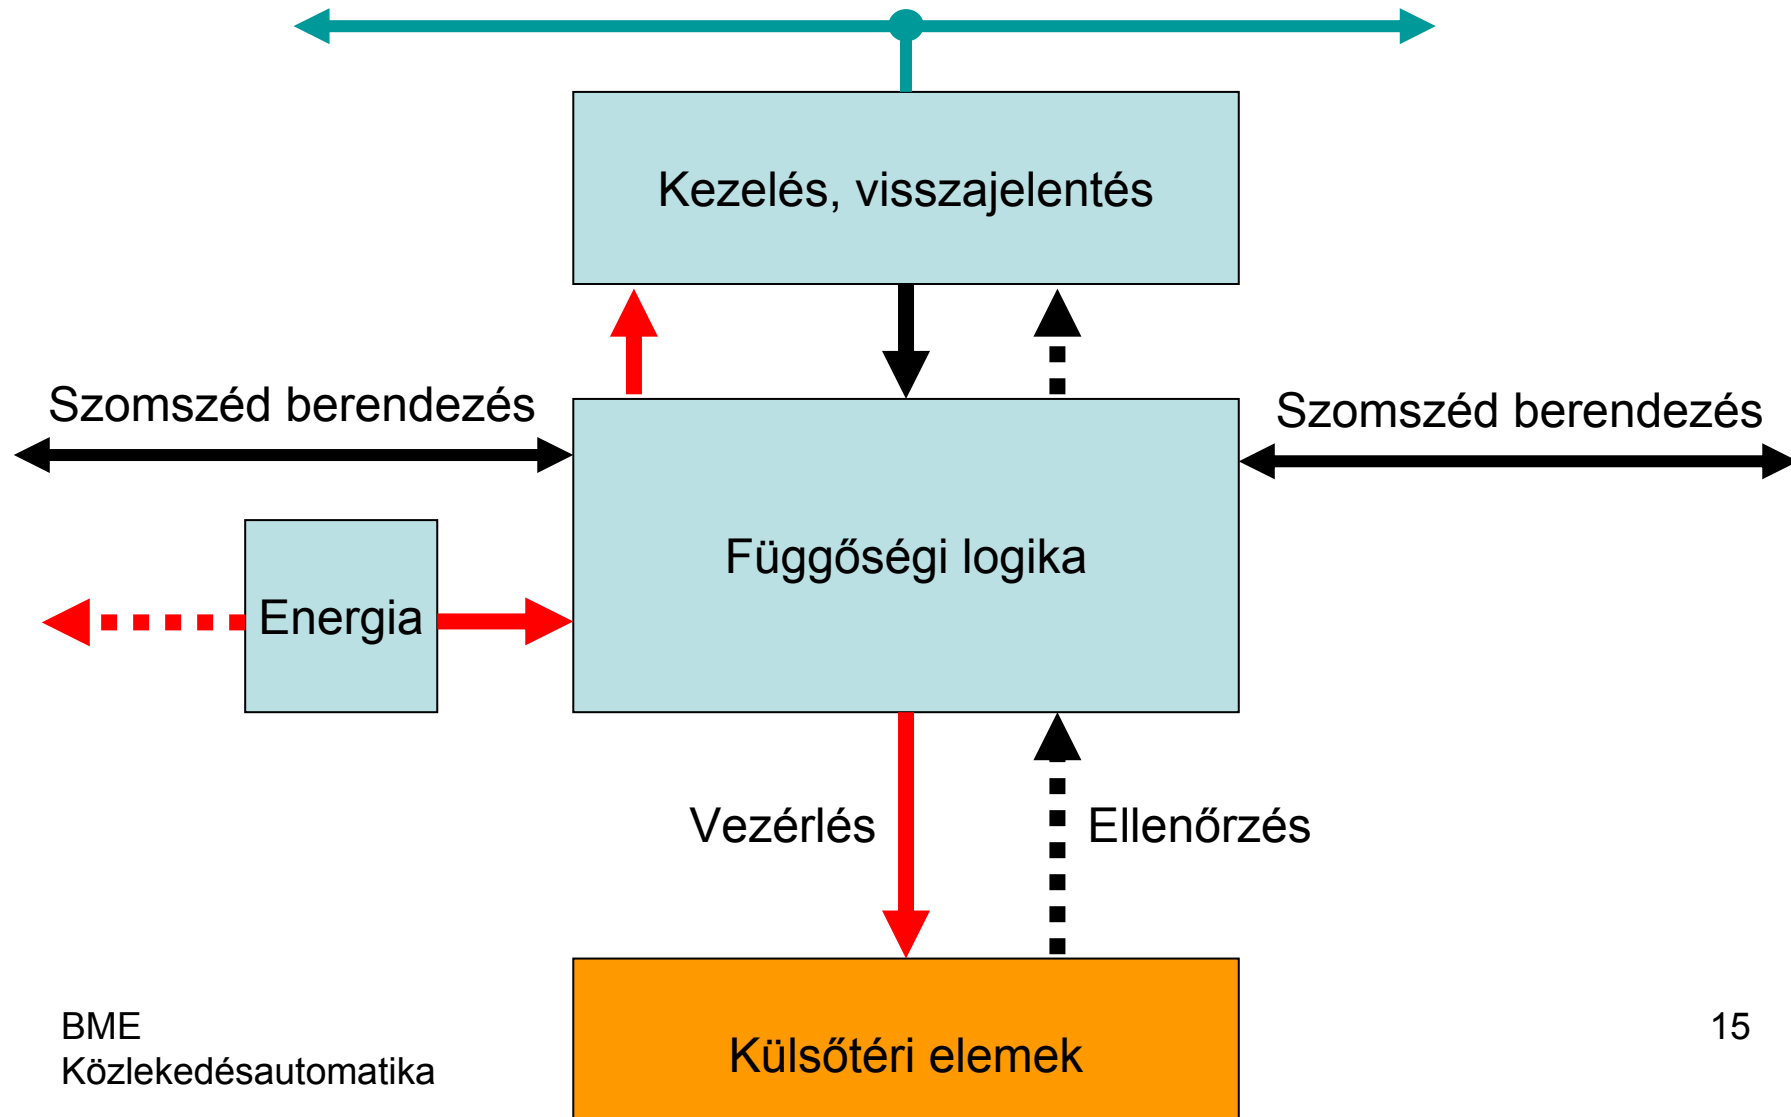 Kezelés, visszajelentés
Szomszéd berendezés
Szomszéd berendezés
Függőségi logika
Energia
Vezérlés
Ellenőrzés
Külsőtéri elemek
BME
Közlekedésautomatika
15